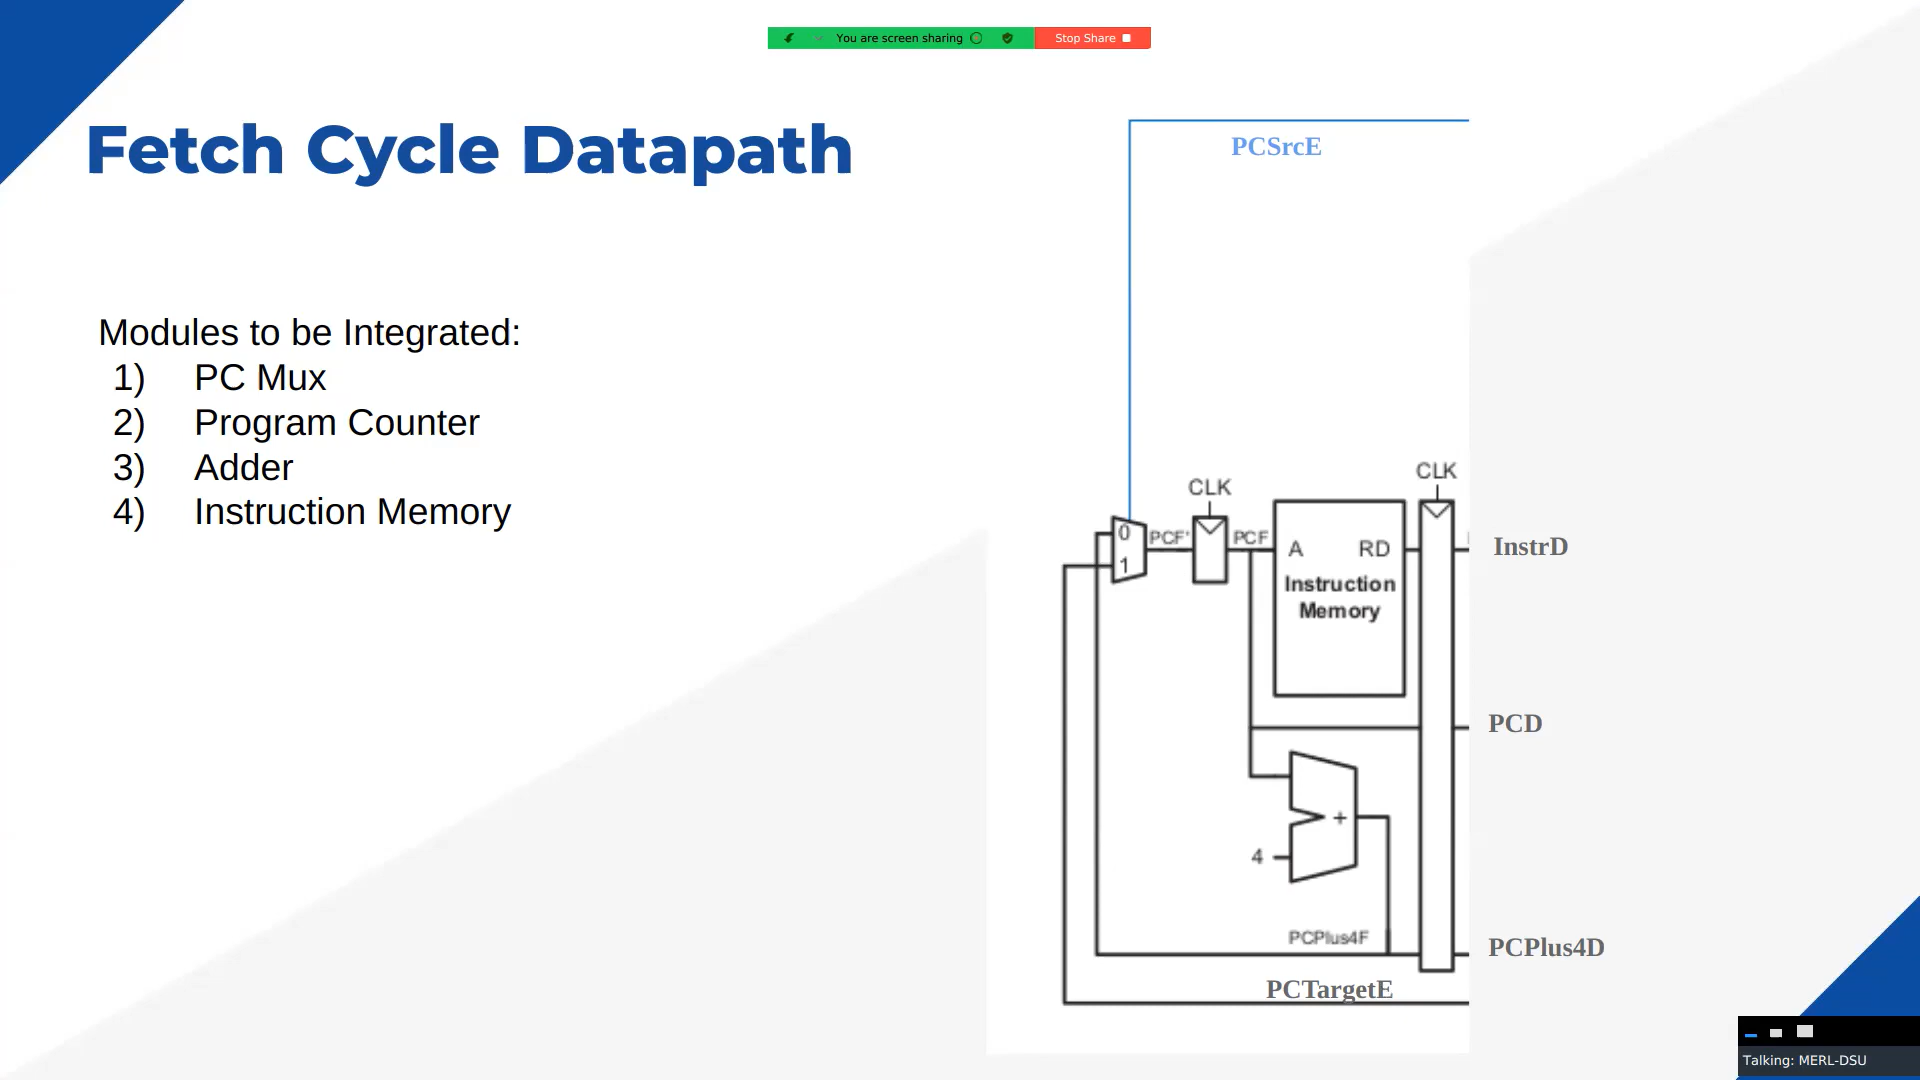 You are screen sharing
Stop Share
Fetch Cycle Datapath
PCSrcE
Modules to be Integrated:
1) PC Mux
2) Program Counter
3) Adder
4) Instruction Memory
CLK
CLK
0
PCF'
PCF
A
RD
InstrD
1
Instruction
Memory
PCD
+
4
PCPlus4F
PCPlus4D
PCTargetE
Talking: MERL-DSU